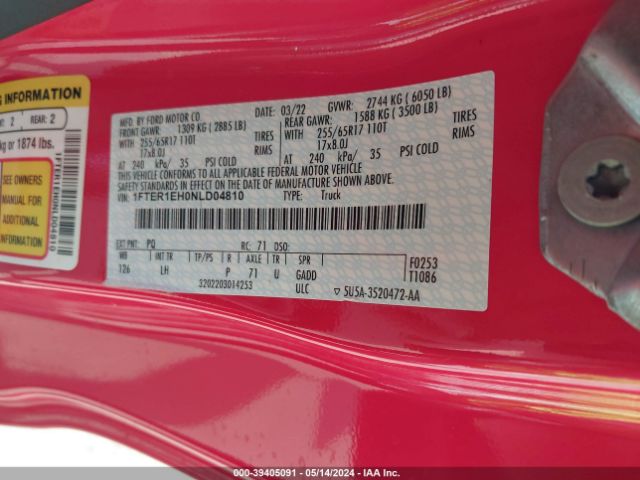 G INFORMATION
2 REAR: 2
kg or 1874 lbs.
SEE OWNERS
MANUAL FOR
ADDITIONAL
INFORMATION
1FTER1EH0NLD04810
MFD. BY FORD MOTOR CO
DATE: 03/22 GVWR: 2744 KG ( 6050 LB)
FRONT GAWR: 1309 KG ( 2885 LB) REAR GAWR: 1588 KG ( 3500 LB)
WITH 255/65R17 110T TIRES WITH 255/65R17 110T TIRES
17x8.0J RIMS 17x8.0J RIMS
AT 240 kPa/ 35 PSI COLD AT 240 kPa/ 35 PSI COLD
THIS VEHICLE CONFORMS TO ALL APPLICABLE FEDERAL MOTOR VEHICLE
SAFETY STANDARDS IN EFFECT ON THE DATE OF MANUFACTURE SHOWN ABOVE.
VIN: 1FTER1EH0NLD04810 TYPE: Truck
EXT PNT: PQ RC: 71 DSO:
WB INT TR TP/PS R AXLE TR SPR F0253
126 LH P 71 U GADD T1086
3202203014253 ULC 5U5A-3520472-AA
000-39405091 - 05/14/2024 - IAAI.COM